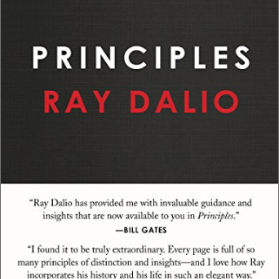 PRINCIPLES
RAY DALIO
“Ray Dalio has provided me with invaluable guidance and
insights that are now available to you in Principles.”
—BILL GATES
“I found it to be truly extraordinary. Every page is full of so
many principles of distinction and insights—and I love how Ray
incorporates his history and his life in such an elegant way.”